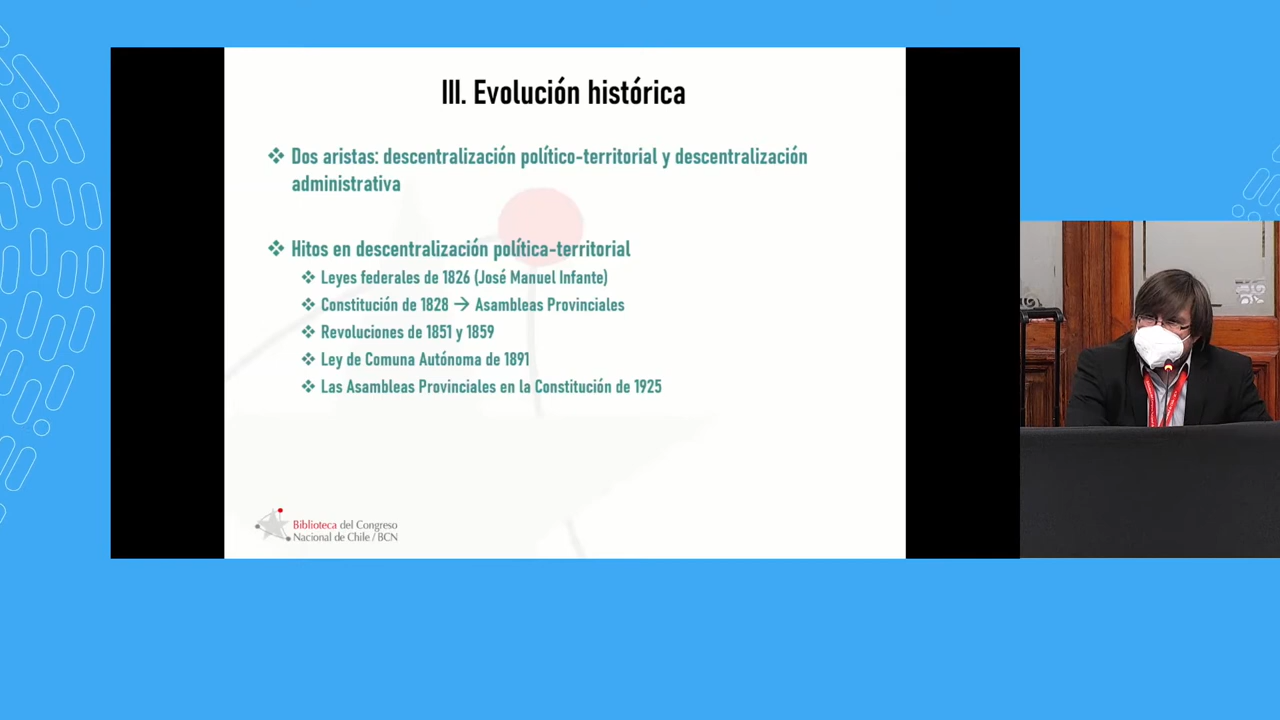 III. Evolución histórica
❖ Dos aristas: descentralización político-territorial y descentralización
administrativa
❖ Hitos en descentralización política-territorial
❖ Leyes federales de 1826 (José Manuel Infante)
❖ Constitución de 1828 → Asambleas Provinciales
❖ Revoluciones de 1851 y 1859
❖ Ley de Comuna Autónoma de 1891
❖ Las Asambleas Provinciales en la Constitución de 1925
Biblioteca del Congreso
Nacional de Chile / BCN